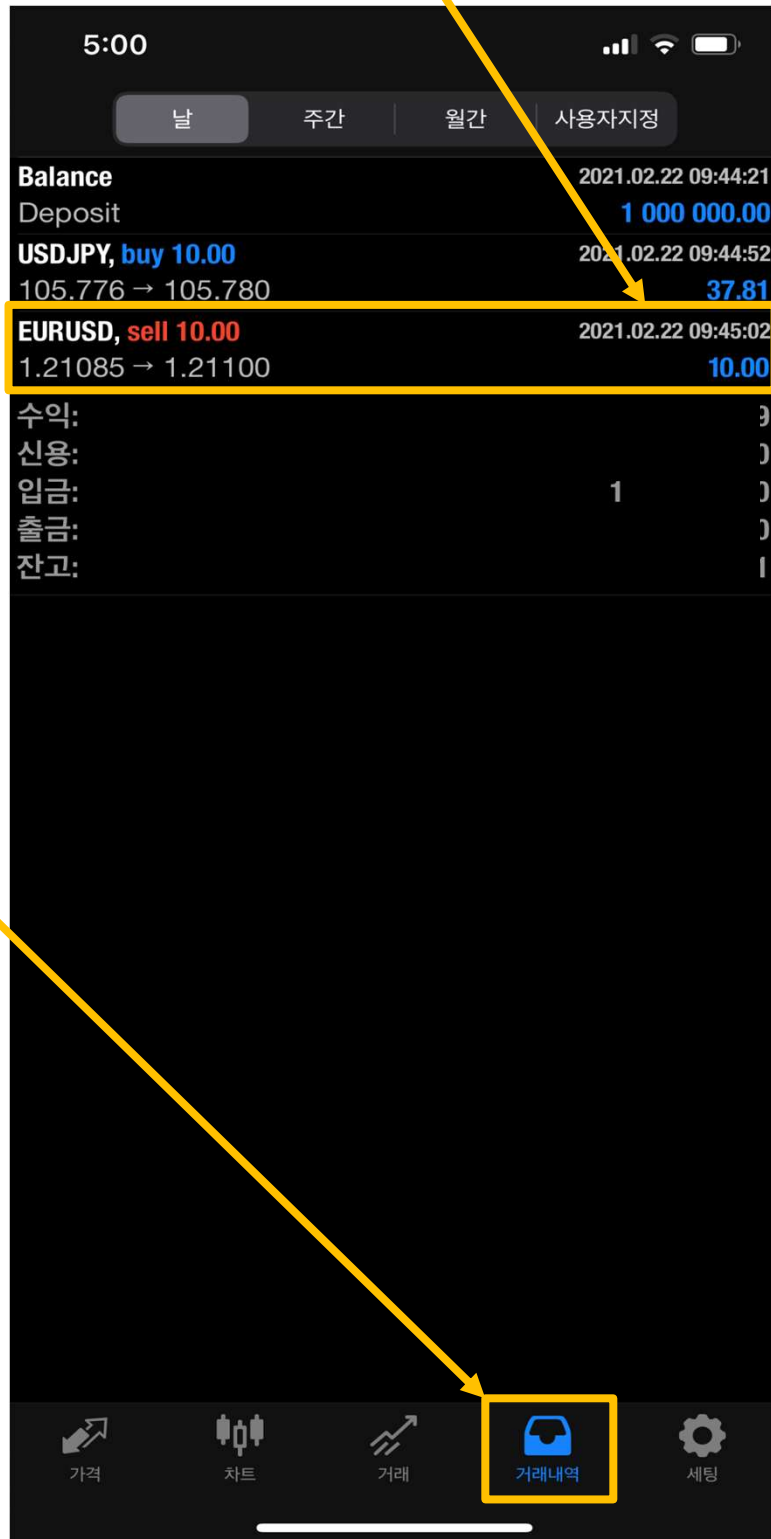 5:00
날 주간 월간 사용자지정
Balance 2021.02.22 09:44:21
Deposit 1 000 000.00
USDJPY, buy 10.00 2021.02.22 09:44:52
105.776 → 105.780 37.81
EURUSD, sell 10.00 2021.02.22 09:45:02
1.21085 → 1.21100 10.00
수익:
신용:
입금: 1
출금:
잔고:
가격 차트 거래 거래내역 세팅